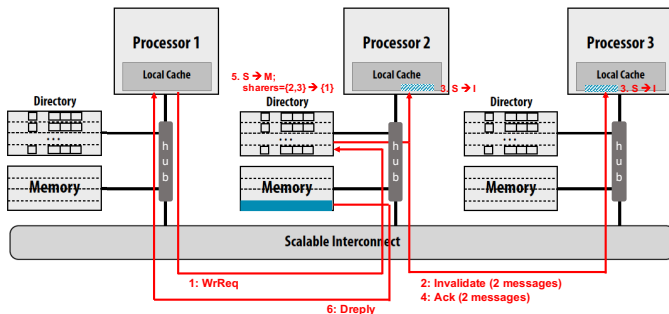 Processor 1
Local Cache
Processor 2
Local Cache
Processor 3
Local Cache
5. S → M;
sharers={2,3} → {1}
3. S → I
3. S → I
Directory
...
Directory
...
Directory
...
hub
hub
hub
Memory
Memory
Memory
Scalable Interconnect
1: WrReq
2: Invalidate (2 messages)
4: Ack (2 messages)
6: Dreply